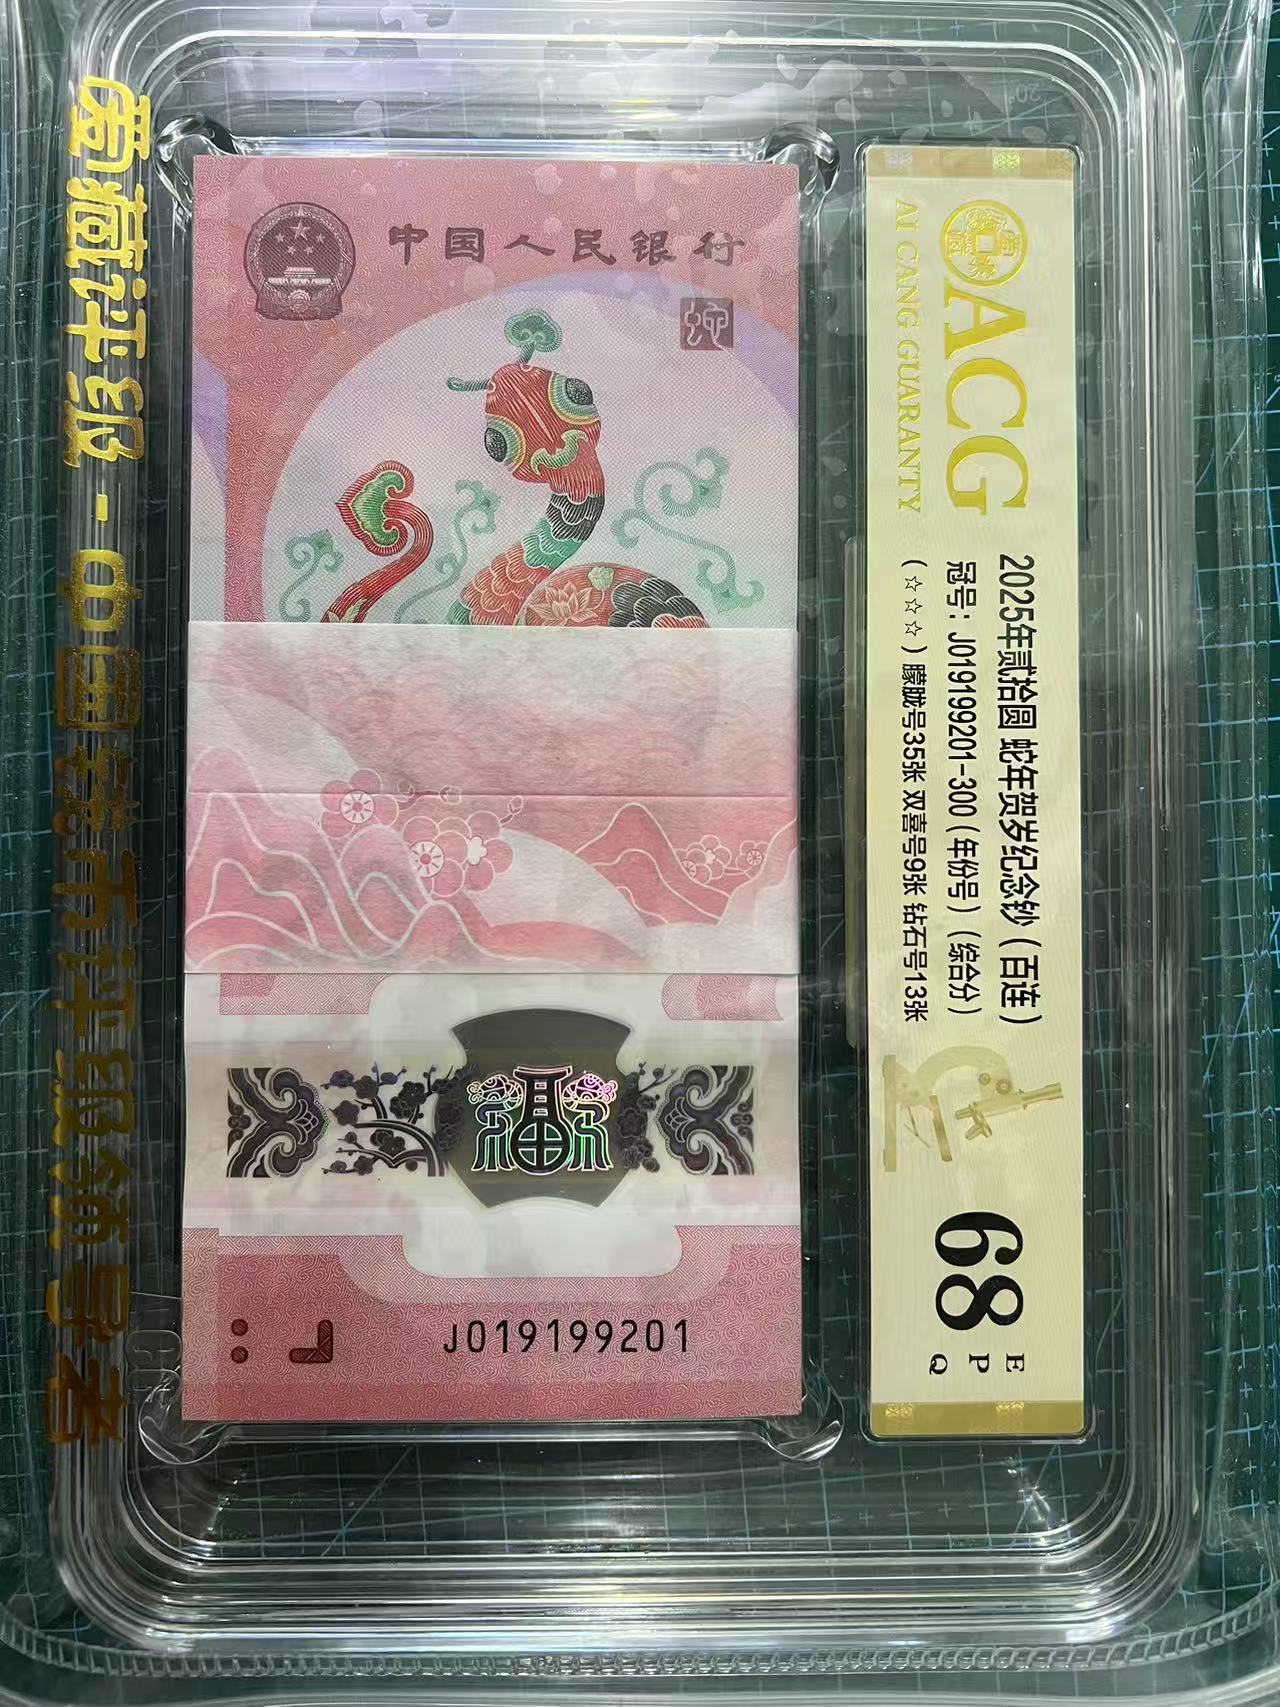 爱藏评级-中国钱币评级领导者
中国人民银行
蛇
福
J019199201
ACG
AI CANG GUARANTY
2025年贰拾圆 蛇年贺岁纪念钞（百连）
冠号：J019199201-300（年份号）（综合分）
（☆☆☆）朦胧号35张 双喜号9张 钻石号13张
68
E
P
Q